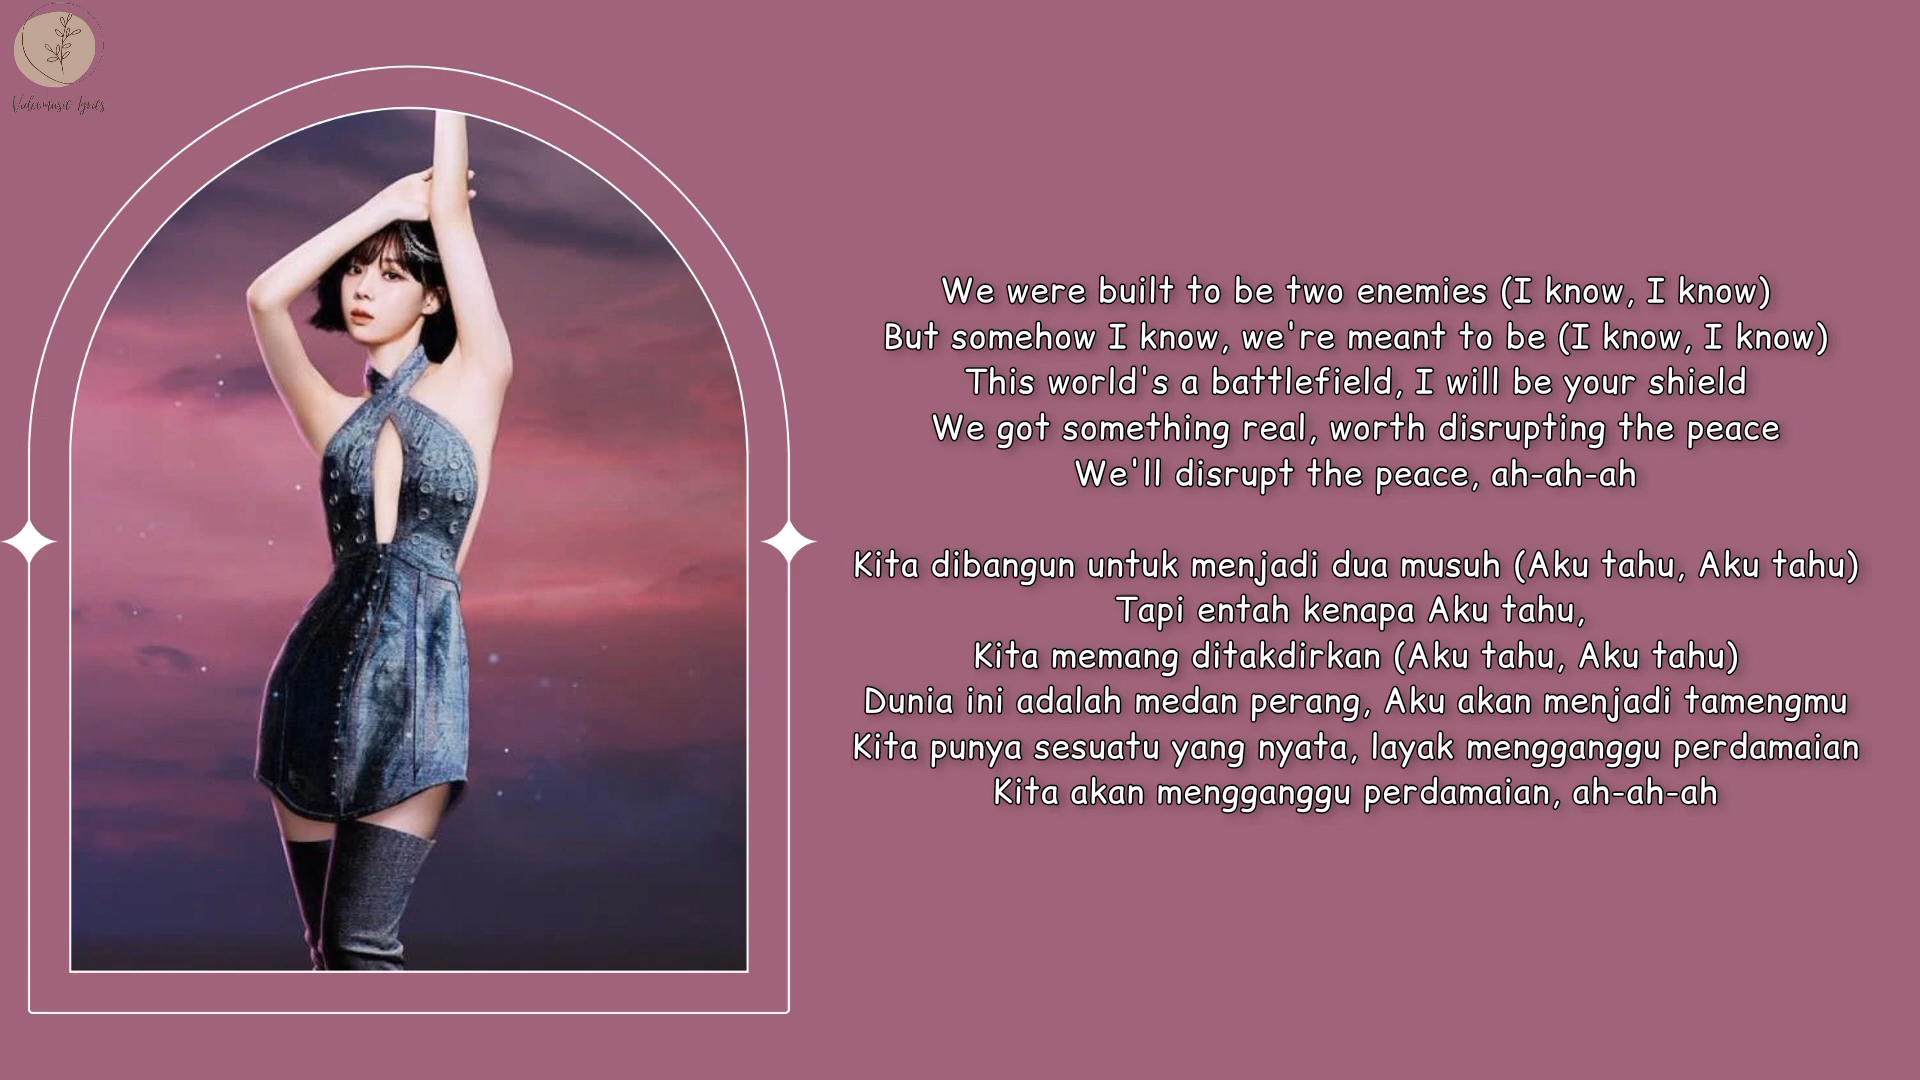 Videomusic lyrics
We were built to be two enemies (I know, I know)
But somehow I know, we're meant to be (I know, I know)
This world's a battlefield, I will be your shield
We got something real, worth disrupting the peace
We'll disrupt the peace, ah-ah-ah
Kita dibangun untuk menjadi dua musuh (Aku tahu, Aku tahu)
Tapi entah kenapa Aku tahu,
Kita memang ditakdirkan (Aku tahu, Aku tahu)
Dunia ini adalah medan perang, Aku akan menjadi tamengmu
Kita punya sesuatu yang nyata, layak mengganggu perdamaian
Kita akan mengganggu perdamaian, ah-ah-ah